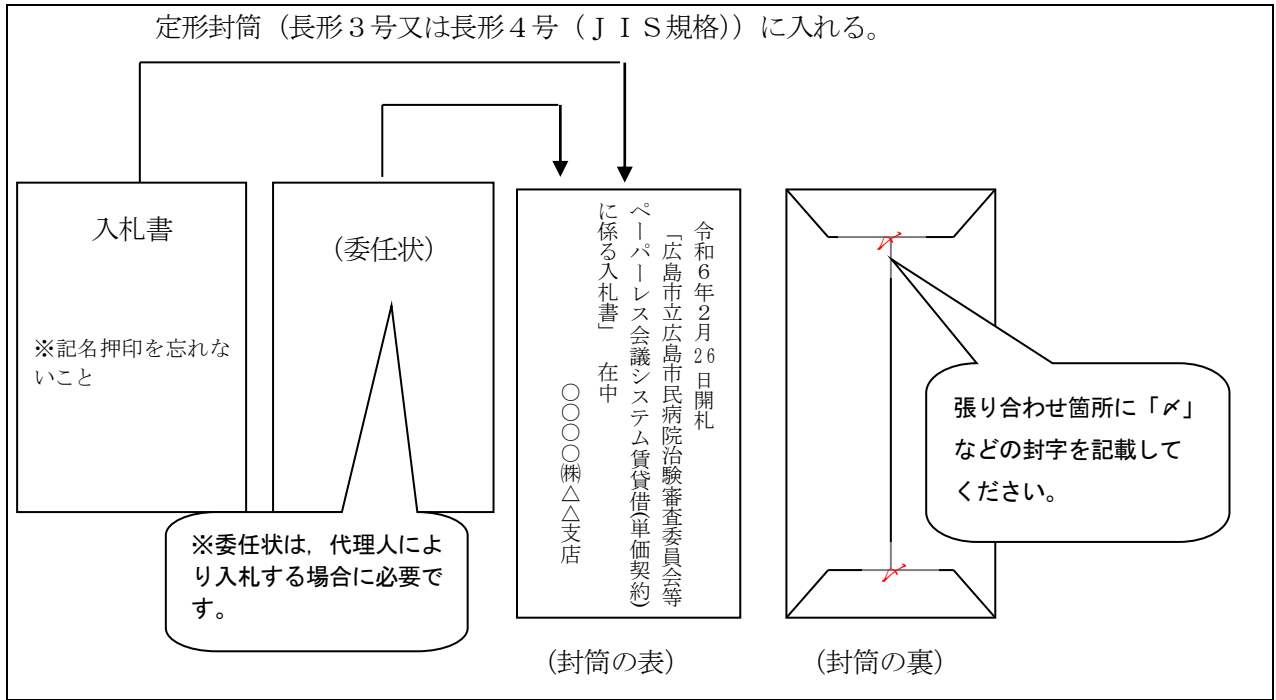 定形封筒（長形３号又は長形４号（ＪＩＳ規格））に入れる。
入札書
※記名押印を忘れな
いこと
（委任状）
※委任状は，代理人によ
り入札する場合に必要で
す。
令和６年２月26日開札
「広島市立広島市民病院治験審査委員会等
ペーパーレス会議システム賃貸借(単価契約)
に係る入札書」　在中
○○○○㈱△△支店
張り合わせ箇所に「〆」
などの封字を記載して
ください。
〆
〆
（封筒の表）
（封筒の裏）